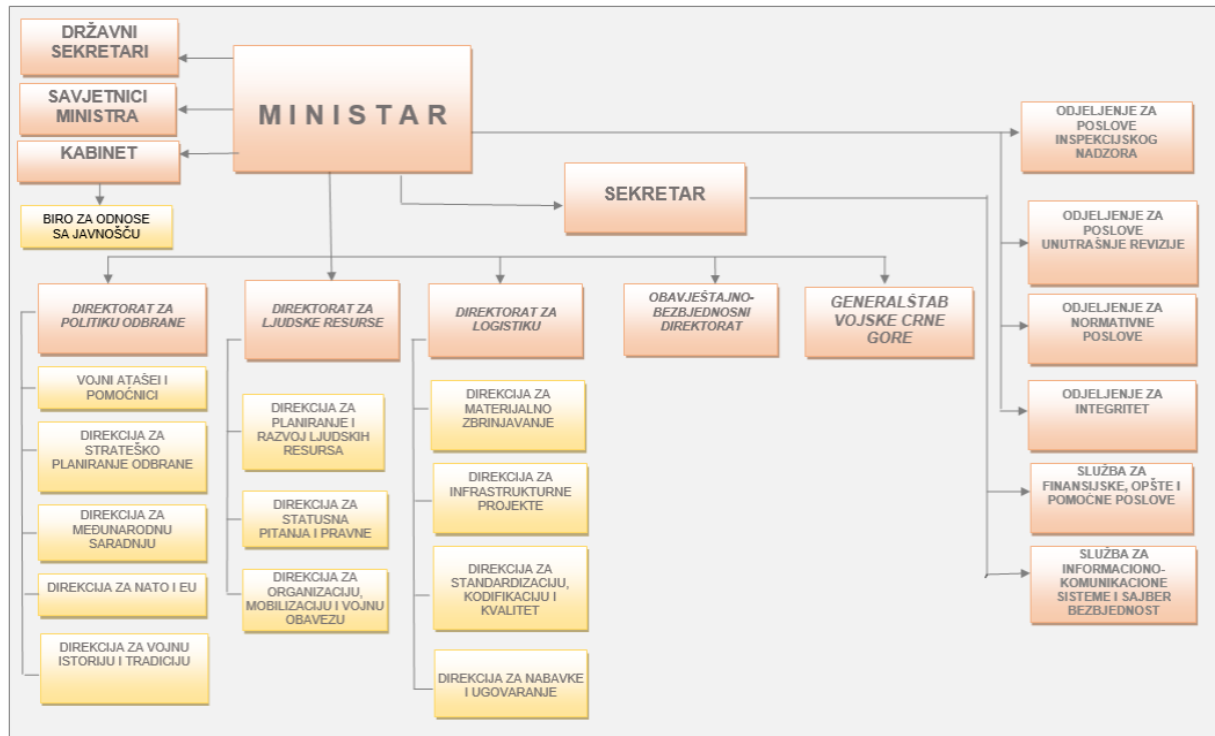 DRŽAVNI
SEKRETARI
SAVJETNICI
MINISTRA
KABINET
BIRO ZA ODNOSE
SA JAVNOŠČU
M I N I S T A R
SEKRETAR
ODJELJENJE ZA
POSLOVE
INSPEKCIJSKOG
NADZORA
ODJELJENJE ZA
POSLOVE
UNUTRAŠNJE REVIZIJE
ODJELJENJE ZA
NORMATIVNE
POSLOVE
ODJELJENJE ZA
INTEGRITET
SLUŽBA ZA
FINANSIJSKE, OPŠTE I
POMOĆNE POSLOVE
SLUŽBA ZA
INFORMACIONO-
KOMUNIKACIONE
SISTEME I SAJBER
BEZBJEDNOST
DIREKTORAT ZA
POLITIKU ODBRANE
VOJNI ATAŠEI I
POMOĆNICI
DIREKCIJA ZA
STRATEŠKO
PLANIRANJE ODBRANE
DIREKCIJA ZA
MEĐUNARODNU
SARADNJU
DIREKCIJA ZA NATO I EU
DIREKCIJA ZA VOJNU
ISTORIJU I TRADICIJU
DIREKTORAT ZA
LJUDSKE RESURSE
DIREKCIJA ZA
PLANIRANJE I
RAZVOJ LJUDSKIH
RESURSA
DIREKCIJA ZA
STATUSNA
PITANJA I PRAVNE
DIREKCIJA ZA
ORGANIZACIJU,
MOBILIZACIJU I VOJNU
OBAVEZU
DIREKTORAT ZA
LOGISTIKU
DIREKCIJA ZA
MATERIJALNO
ZBRINJAVANJE
DIREKCIJA ZA
INFRASTRUKTURNE
PROJEKTE
DIREKCIJA ZA
STANDARDIZACIJU,
KODIFIKACIJU I
KVALITET
DIREKCIJA ZA NABAVKE
I UGOVARANJE
OBAVJEŠTAJNO-
BEZBJEDNOSNI
DIREKTORAT
GENERALŠTAB
VOJSKE CRNE
GORE